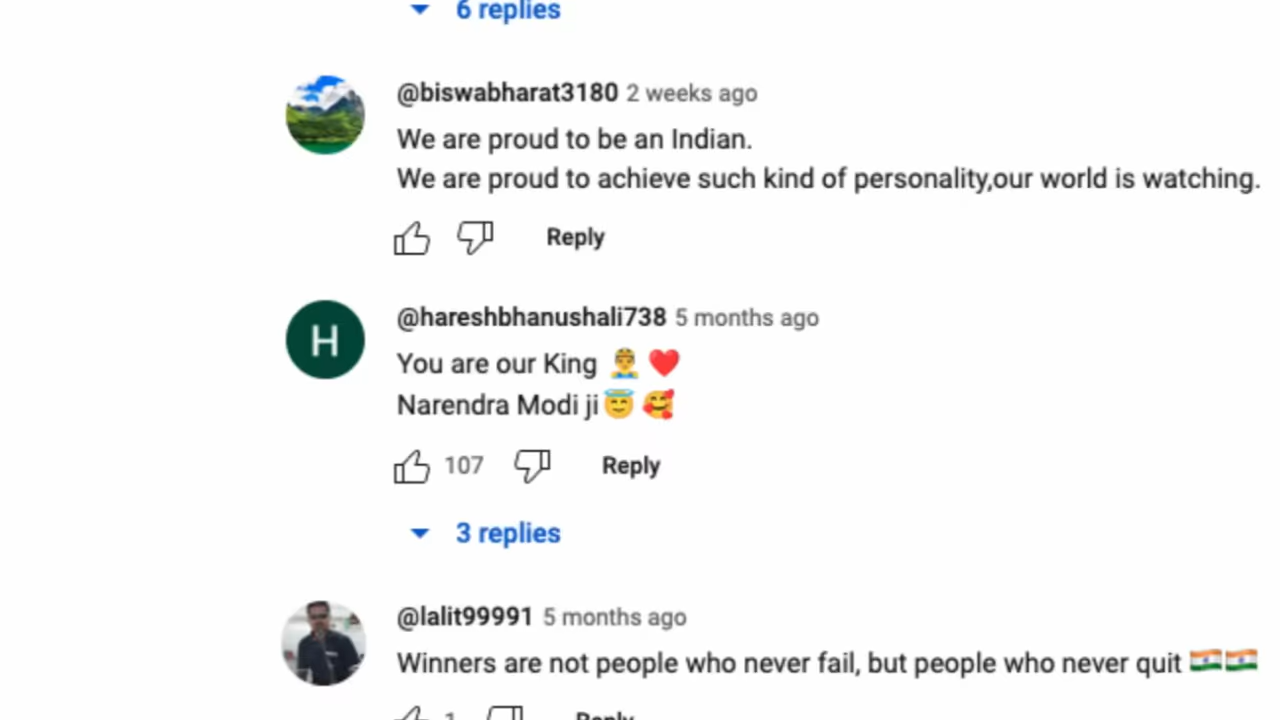 6 replies
@biswabharat3180 2 weeks ago
We are proud to be an Indian.
We are proud to achieve such kind of personality,our world is watching.
Reply
H
@hareshbhanushali738 5 months ago
You are our King 🤴 ❤️
Narendra Modi ji😇 🥰
107 Reply
3 replies
@lalit99991 5 months ago
Winners are not people who never fail, but people who never quit 🇮🇳🇮🇳
1 Reply